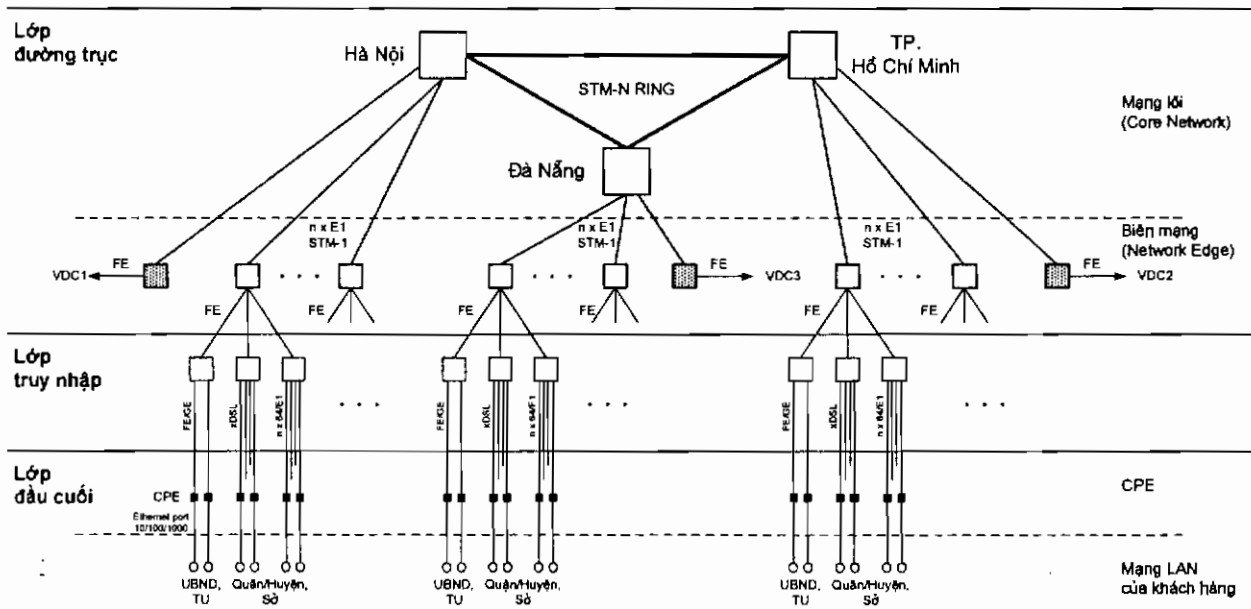 Lớp
đường trục
Hà Nội
TP.
Hồ Chí Minh
STM-N RING
Mạng lõi
(Core Network)
Đà Nẵng
n x E1
STM-1
n x E1
STM-1
n x E1
STM-1
Biên mạng
(Network Edge)
VDC1
FE
FE
VDC3
FE
VDC2
FE
FE
FE
FE
FE
FE
Lớp
truy nhập
FE/GE
xDSL
n x 64/E1
FE/GE
xDSL
n x 64/E1
FE/GE
xDSL
n x 64/E1
Lớp
đầu cuối
CPE
CPE
Ethernet port
10/100/1000
UBND,
TU
Quận/Huyện,
Sở
UBND,
TU
Quận/Huyện,
Sở
UBND,
TU
Quận/Huyện,
Sở
Mạng LAN
của khách hàng